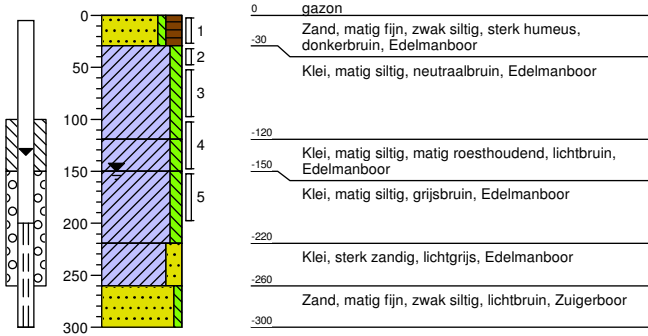 0
50
100
150
200
250
300
1
2
3
4
5
0
gazon
Zand, matig fijn, zwak siltig, sterk humeus,
donkerbruin, Edelmanboor
-30
Klei, matig siltig, neutraalbruin, Edelmanboor
-120
Klei, matig siltig, matig roesthoudend, lichtbruin,
Edelmanboor
-150
Klei, matig siltig, grijsbruin, Edelmanboor
-220
Klei, sterk zandig, lichtgrijs, Edelmanboor
-260
Zand, matig fijn, zwak siltig, lichtbruin, Zuigerboor
-300